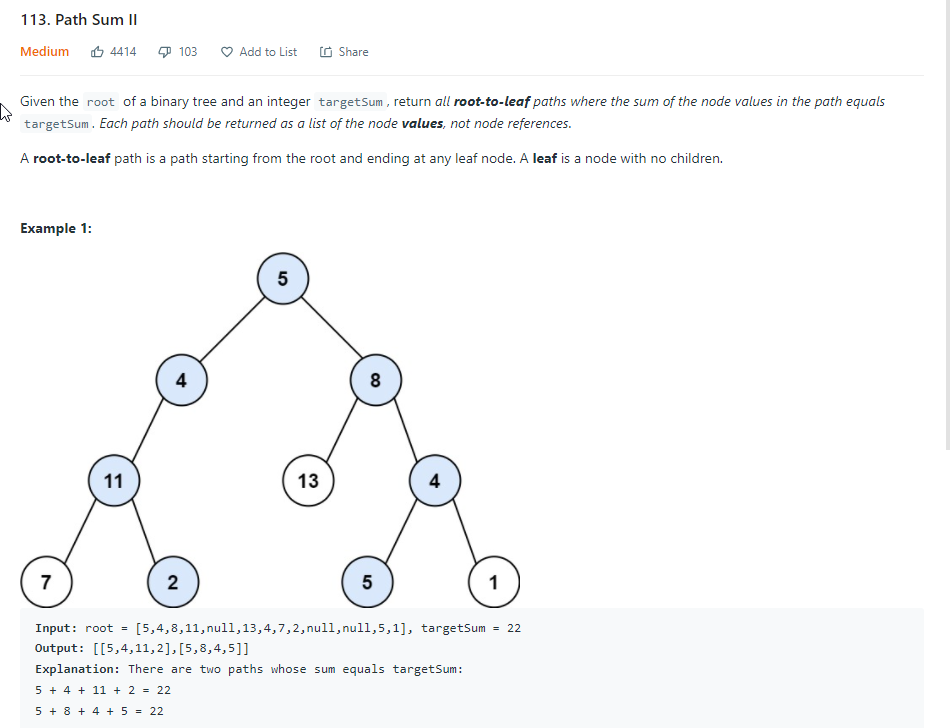 113. Path Sum II
Medium 4414 103 Add to List Share
Given the root of a binary tree and an integer targetSum, return all root-to-leaf paths where the sum of the node values in the path equals
targetSum. Each path should be returned as a list of the node values, not node references.
A root-to-leaf path is a path starting from the root and ending at any leaf node. A leaf is a node with no children.
Example 1:
5
4 8
11 13 4
7 2 5 1
Input: root = [5,4,8,11,null,13,4,7,2,null,null,5,1], targetSum = 22
Output: [[5,4,11,2],[5,8,4,5]]
Explanation: There are two paths whose sum equals targetSum:
5 + 4 + 11 + 2 = 22
5 + 8 + 4 + 5 = 22